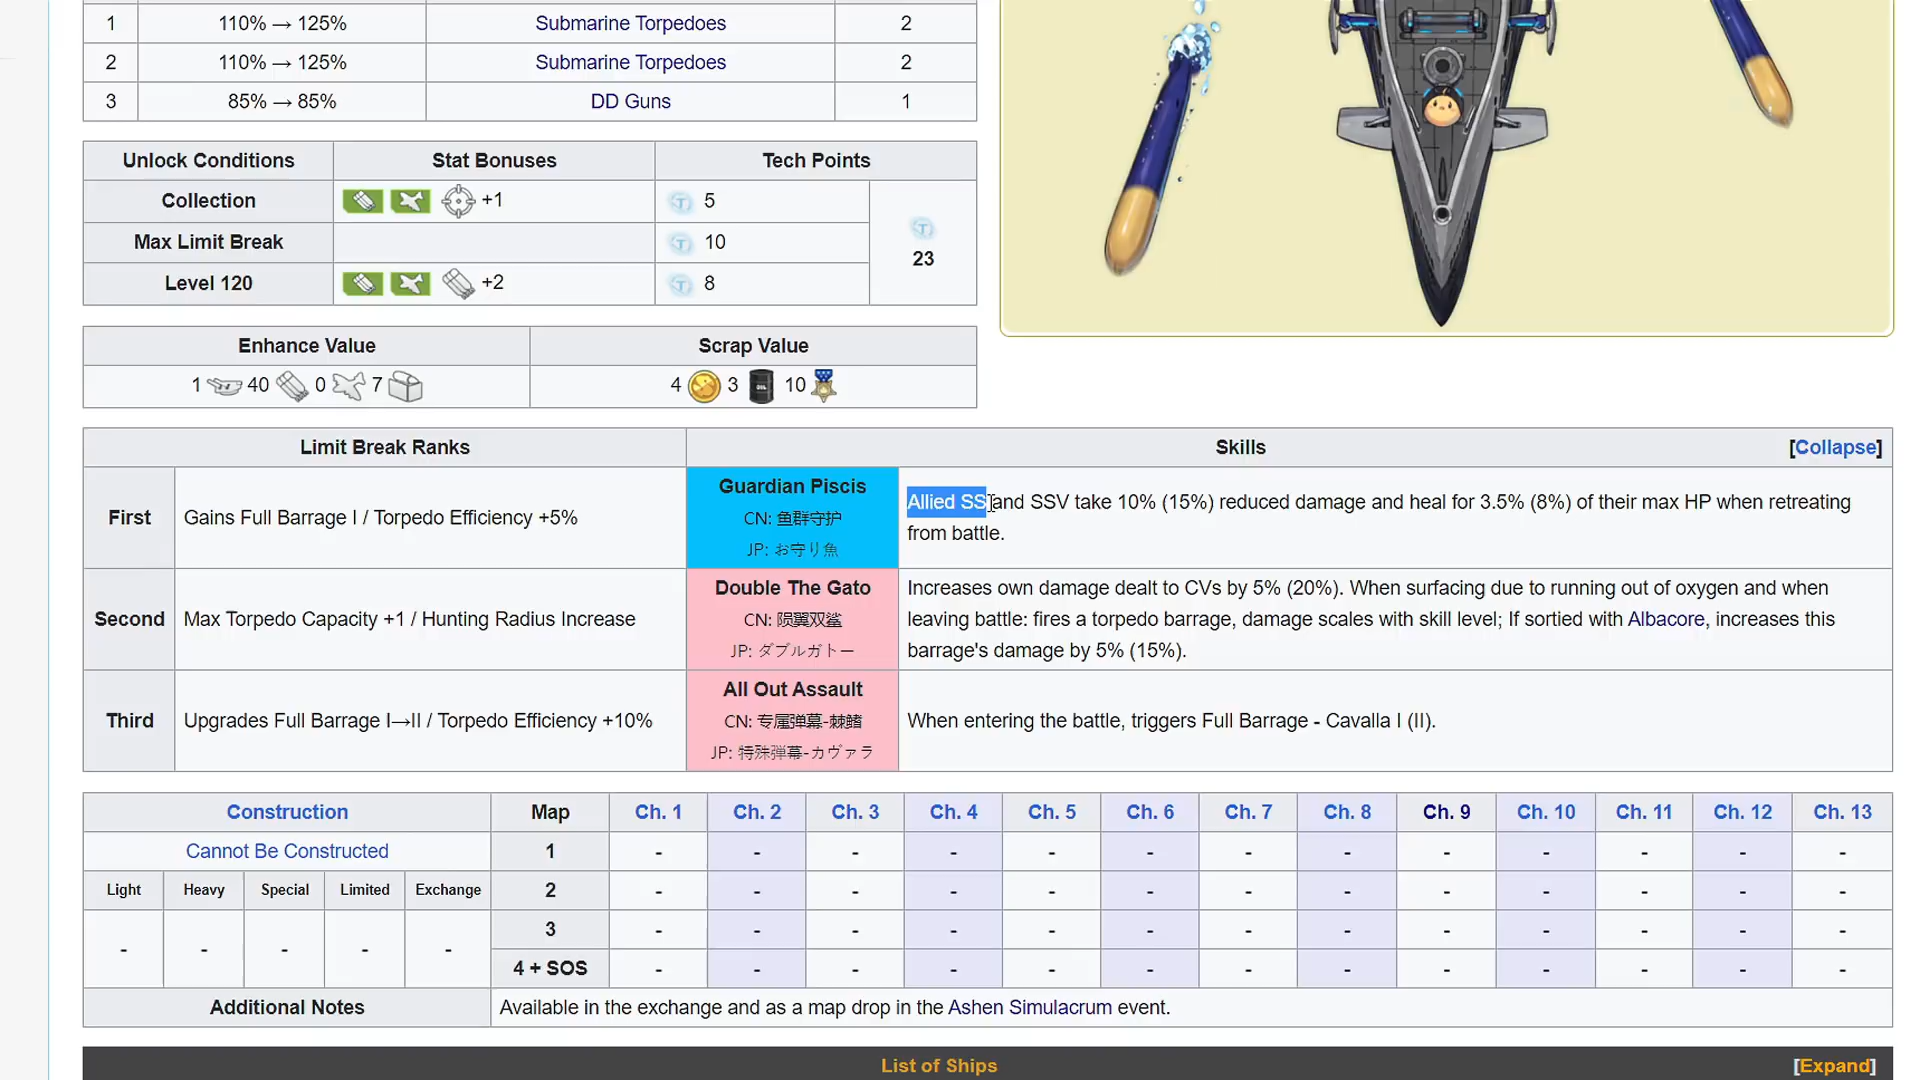 1 110% → 125% Submarine Torpedoes 2
2 110% → 125% Submarine Torpedoes 2
3 85% → 85% DD Guns 1
Unlock Conditions Stat Bonuses Tech Points
Collection +1 5
Max Limit Break 10
23
Level 120 +2 8
Enhance Value Scrap Value
1 40 0 7 4 3 10
Limit Break Ranks Skills [Collapse]
First Gains Full Barrage I / Torpedo Efficiency +5%
Guardian Piscis
CN: 鱼群守护
JP: お守り魚
Allied SS and SSV take 10% (15%) reduced damage and heal for 3.5% (8%) of their max HP when retreating
from battle.
Second Max Torpedo Capacity +1 / Hunting Radius Increase
Double The Gato
CN: 陨翼双鲨
JP: ダブルガトー
Increases own damage dealt to CVs by 5% (20%). When surfacing due to running out of oxygen and when
leaving battle: fires a torpedo barrage, damage scales with skill level; If sortied with Albacore, increases this
barrage's damage by 5% (15%).
Third Upgrades Full Barrage I→II / Torpedo Efficiency +10%
All Out Assault
CN: 专属弹幕-棘鳍
JP: 特殊弾幕-カヴァラ
When entering the battle, triggers Full Barrage - Cavalla I (II).
Construction Map Ch. 1 Ch. 2 Ch. 3 Ch. 4 Ch. 5 Ch. 6 Ch. 7 Ch. 8 Ch. 9 Ch. 10 Ch. 11 Ch. 12 Ch. 13
Cannot Be Constructed 1 - - - - - - - - - - - - -
Light Heavy Special Limited Exchange 2 - - - - - - - - - - - - -
3 - - - - - - - - - - - - -
- - - - -
4 + SOS - - - - - - - - - - - - -
Additional Notes Available in the exchange and as a map drop in the Ashen Simulacrum event.
List of Ships [Expand]